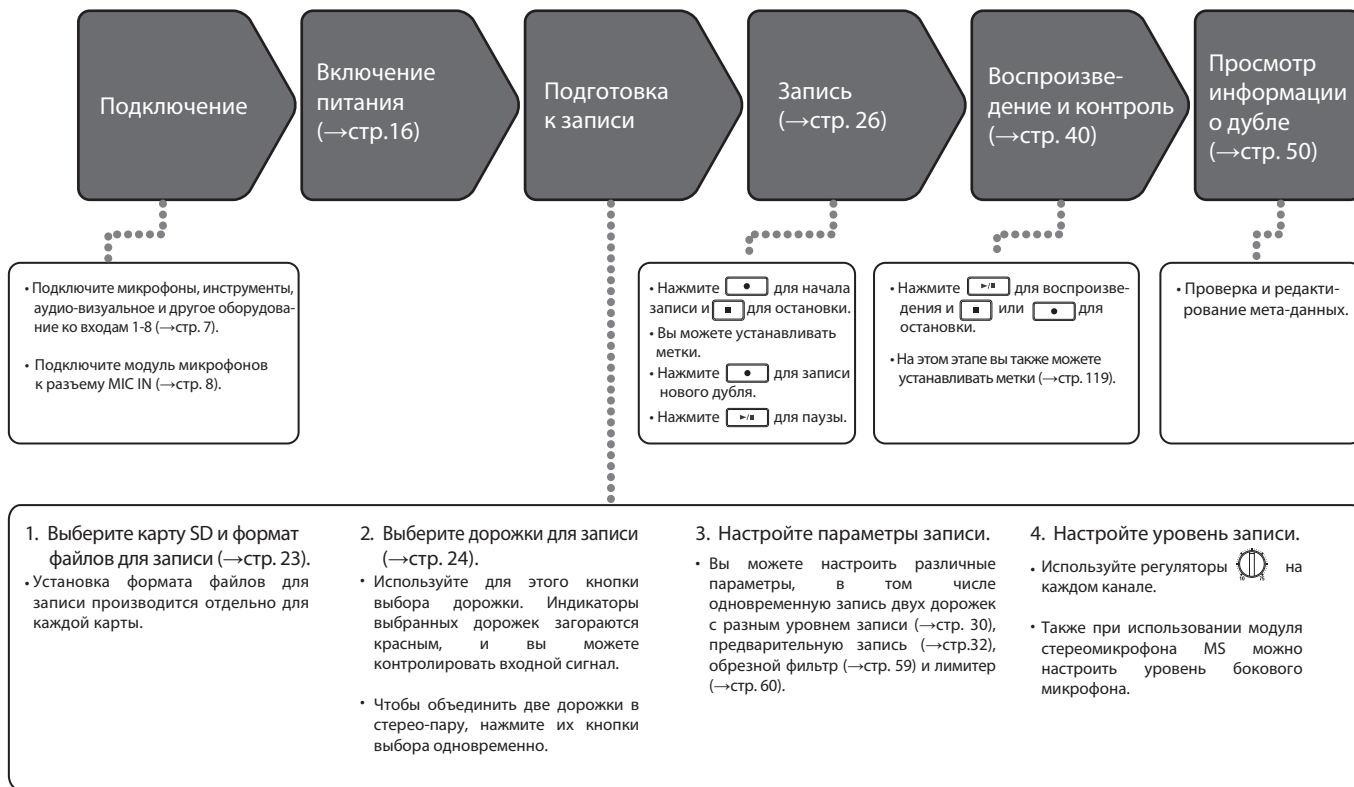 Подключение
Включение
питания
(→стр.16)
Подготовка
к записи
Запись
(→стр. 26)
Воспроизве-
дение и контроль
(→стр. 40)
Просмотр
информации
о дубле
(→стр. 50)
• Подключите микрофоны, инструменты,
аудио-визуальное и другое оборудова-
ние ко входам 1-8 (→стр. 7).
• Подключите модуль микрофонов
к разъему MIC IN (→стр. 8).
• Нажмите ● для начала
записи и ■ для остановки.
• Вы можете устанавливать
метки.
• Нажмите ● для записи
нового дубля.
• Нажмите ►/II для паузы.
• Нажмите ►/II для воспроизве-
дения и ■ или ● для
остановки.
• На этом этапе вы также можете
устанавливать метки (→стр. 119).
• Проверка и редакти-
рование мета-данных.
1. Выберите карту SD и формат
файлов для записи (→стр. 23).
• Установка формата файлов для
записи производится отдельно для
каждой карты.
2. Выберите дорожки для записи
(→стр. 24).
• Используйте для этого кнопки
выбора дорожки. Индикаторы
выбранных дорожек загораются
красным, и вы можете
контролировать входной сигнал.
• Чтобы объединить две дорожки в
стерео-пару, нажмите их кнопки
выбора одновременно.
3. Настройте параметры записи.
• Вы можете настроить различные
параметры, в том числе
одновременную запись двух дорожек
с разным уровнем записи (→стр. 30),
предварительную запись (→стр.32),
обрезной фильтр (→стр. 59) и лимитер
(→стр. 60).
4. Настройте уровень записи.
• Используйте регуляторы на
каждом канале.
• Также при использовании модуля
стереомикрофона MS можно
настроить уровень бокового
микрофона.